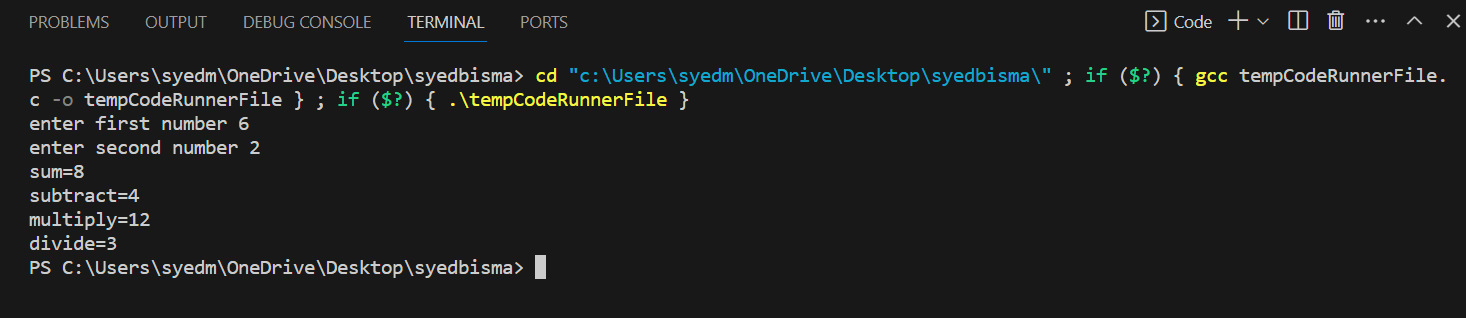 PROBLEMS OUTPUT DEBUG CONSOLE TERMINAL PORTS Code
PS C:\Users\syedm\OneDrive\Desktop\syedbisma> cd "c:\Users\syedm\OneDrive\Desktop\syedbisma\" ; if ($?) { gcc tempCodeRunnerFile.
c -o tempCodeRunnerFile } ; if ($?) { .\tempCodeRunnerFile }
enter first number 6
enter second number 2
sum=8
subtract=4
multiply=12
divide=3
PS C:\Users\syedm\OneDrive\Desktop\syedbisma>